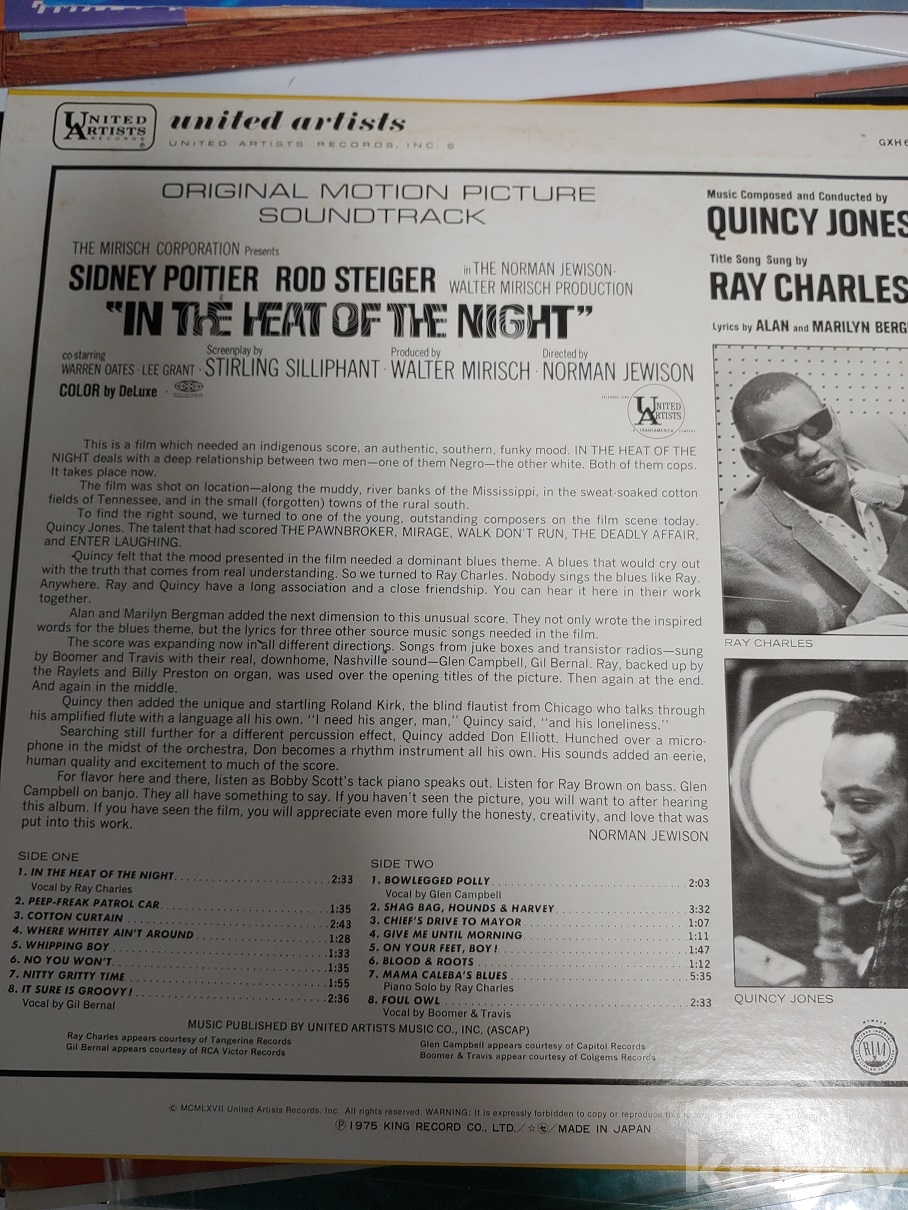 UNITED ARTISTS RECORDS
united artists
UNITED ARTISTS RECORDS, INC. ®
GXH 6
ORIGINAL MOTION PICTURE
SOUNDTRACK
THE MIRISCH CORPORATION Presents
SIDNEY POITIER ROD STEIGER in THE NORMAN JEWISON-
WALTER MIRISCH PRODUCTION
"IN THE HEAT OF THE NIGHT"
co-starring
WARREN OATES · LEE GRANT · Screenplay by STIRLING SILLIPHANT · Produced by WALTER MIRISCH · Directed by NORMAN JEWISON
COLOR by DeLuxe ·
UNITED ARTISTS
This is a film which needed an indigenous score, an authentic, southern, funky mood. IN THE HEAT OF THE
NIGHT deals with a deep relationship between two men—one of them Negro—the other white. Both of them cops.
It takes place now.
The film was shot on location—along the muddy, river banks of the Mississippi, in the sweat-soaked cotton
fields of Tennessee, and in the small (forgotten) towns of the rural south.
To find the right sound, we turned to one of the young, outstanding composers on the film scene today.
Quincy Jones. The talent that had scored THE PAWNBROKER, MIRAGE, WALK DON'T RUN, THE DEADLY AFFAIR,
and ENTER LAUGHING.
Quincy felt that the mood presented in the film needed a dominant blues theme. A blues that would cry out
with the truth that comes from real understanding. So we turned to Ray Charles. Nobody sings the blues like Ray.
Anywhere. Ray and Quincy have a long association and a close friendship. You can hear it here in their work
together.
Alan and Marilyn Bergman added the next dimension to this unusual score. They not only wrote the inspired
words for the blues theme, but the lyrics for three other source music songs needed in the film.
The score was expanding now in all different directions. Songs from juke boxes and transistor radios—sung
by Boomer and Travis with their real, downhome, Nashville sound—Glen Campbell, Gil Bernal. Ray, backed up by
the Raylets and Billy Preston on organ, was used over the opening titles of the picture. Then again at the end.
And again in the middle.
Quincy then added the unique and startling Roland Kirk, the blind flautist from Chicago who talks through
his amplified flute with a language all his own. "I need his anger, man," Quincy said, "and his loneliness."
Searching still further for a different percussion effect, Quincy added Don Elliott. Hunched over a micro-
phone in the midst of the orchestra, Don becomes a rhythm instrument all his own. His sounds added an eerie,
human quality and excitement to much of the score.
For flavor here and there, listen as Bobby Scott's tack piano speaks out. Listen for Ray Brown on bass. Glen
Campbell on banjo. They all have something to say. If you haven't seen the picture, you will want to after hearing
this album. If you have seen the film, you will appreciate even more fully the honesty, creativity, and love that was
put into this work.
NORMAN JEWISON
SIDE ONE
1. IN THE HEAT OF THE NIGHT 2:33
Vocal by Ray Charles
2. PEEP-FREAK PATROL CAR 1:35
3. COTTON CURTAIN 2:43
4. WHERE WHITEY AIN'T AROUND 1:28
5. WHIPPING BOY 1:33
6. NO YOU WON'T 1:35
7. NITTY GRITTY TIME 1:55
8. IT SURE IS GROOVY! 2:36
Vocal by Gil Bernal
SIDE TWO
1. BOWLEGGED POLLY 2:03
Vocal by Glen Campbell
2. SHAG BAG, HOUNDS & HARVEY 3:32
3. CHIEF'S DRIVE TO MAYOR 1:07
4. GIVE ME UNTIL MORNING 1:11
5. ON YOUR FEET, BOY! 1:47
6. BLOOD & ROOTS 1:12
7. MAMA CALEBA'S BLUES 5:35
Piano Solo by Ray Charles
8. FOUL OWL 2:33
Vocal by Boomer & Travis
MUSIC PUBLISHED BY UNITED ARTISTS MUSIC CO., INC. (ASCAP)
Ray Charles appears courtesy of Tangerine Records
Gil Bernal appears courtesy of RCA Victor Records
Glen Campbell appears courtesy of Capitol Records
Boomer & Travis appear courtesy of Colgems Records
Music Composed and Conducted by
QUINCY JONES
Title Song Sung by
RAY CHARLES
Lyrics by ALAN and MARILYN BERG
RAY CHARLES
QUINCY JONES
RIAA
© MCMLXVII United Artists Records, Inc. All rights reserved. WARNING: It is expressly forbidden to copy or reproduce this
Ⓟ 1975 KING RECORD CO., LTD./☆/MADE IN JAPAN